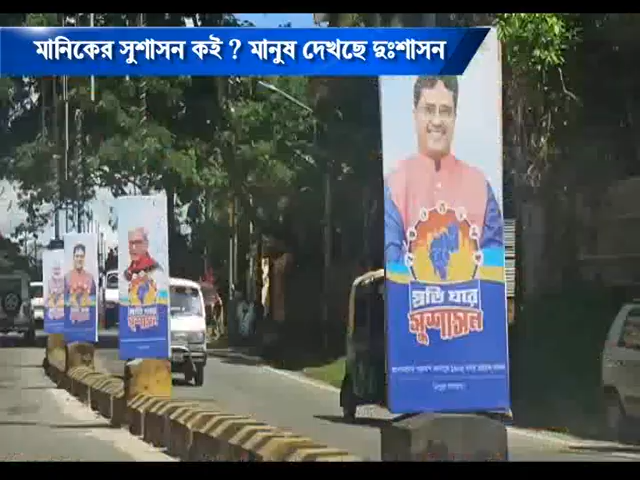 মানিকের সুশাসন কই ? মানুষ দেখছে দুঃশাসন
প্রতি ঘরে
সুশাসন